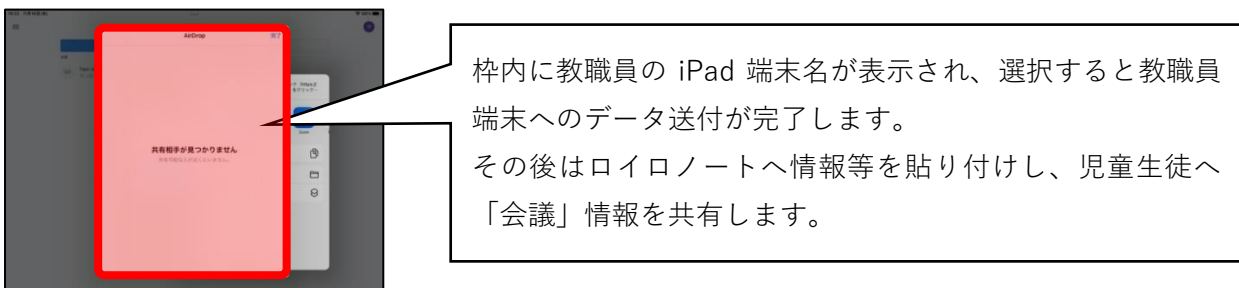 AirDrop
完了
共有相手が見つかりません
枠内に教職員の iPad 端末名が表示され、選択すると教職員
端末へのデータ送付が完了します。
その後はロイロノートへ情報等を貼り付けし、児童生徒へ
「会議」情報を共有します。